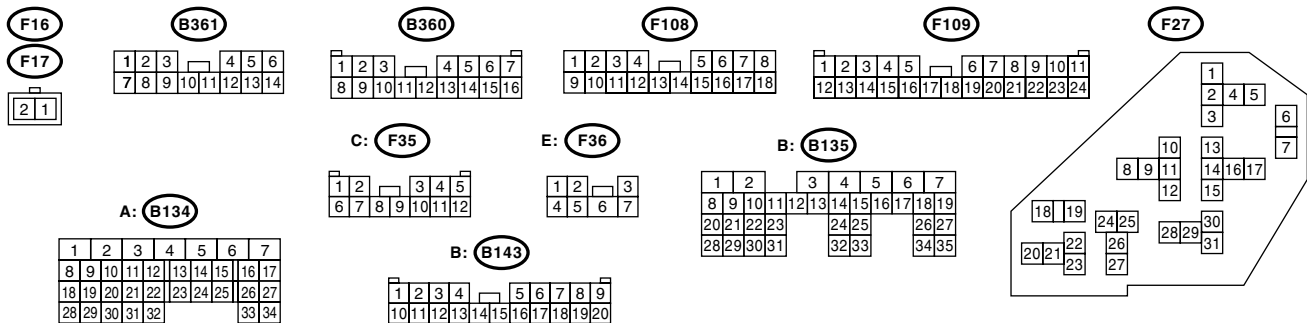 F16
F17
2 1
B361
1 2 3 4 5 6
7 8 9 10 11 12 13 14
B360
1 2 3 4 5 6 7
8 9 10 11 12 13 14 15 16
F108
1 2 3 4 5 6 7 8
9 10 11 12 13 14 15 16 17 18
F109
1 2 3 4 5 6 7 8 9 10 11
12 13 14 15 16 17 18 19 20 21 22 23 24
F27
1
2 4 5
3
6
7
10
8 9 11
12
13
14 16 17
15
18 19
24 25
20 21 22
23
26
27
28 29
30
31
C: F35
1 2 3 4 5
6 7 8 9 10 11 12
E: F36
1 2 3
4 5 6 7
B: B135
1 2 3 4 5 6 7
8 9 10 11 12 13 14 15 16 17 18 19
20 21 22 23 24 25 26 27
28 29 30 31 32 33 34 35
A: B134
1 2 3 4 5 6 7
8 9 10 11 12 13 14 15 16 17
18 19 20 21 22 23 24 25 26 27
28 29 30 31 32 33 34
B: B143
1 2 3 4 5 6 7 8 9
10 11 12 13 14 15 16 17 18 19 20